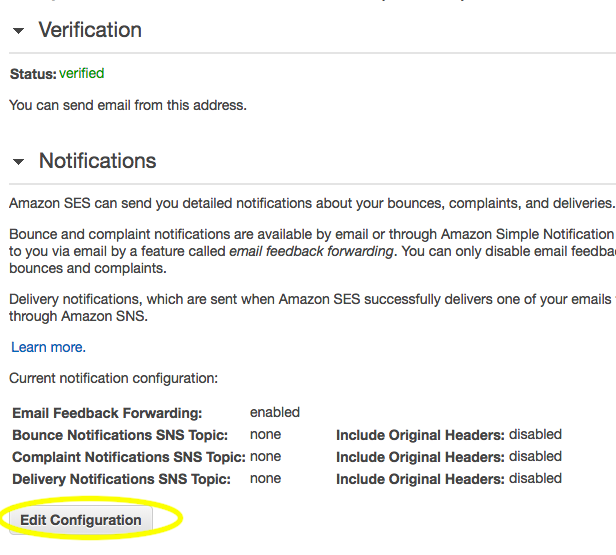 Verification
Status: verified
You can send email from this address.
Notifications
Amazon SES can send you detailed notifications about your bounces, complaints, and deliveries.
Bounce and complaint notifications are available by email or through Amazon Simple Notification
to you via email by a feature called email feedback forwarding. You can only disable email feedba
bounces and complaints.
Delivery notifications, which are sent when Amazon SES successfully delivers one of your emails
through Amazon SNS.
Learn more.
Current notification configuration:
Email Feedback Forwarding: enabled
Bounce Notifications SNS Topic: none Include Original Headers: disabled
Complaint Notifications SNS Topic: none Include Original Headers: disabled
Delivery Notifications SNS Topic: none Include Original Headers: disabled
Edit Configuration